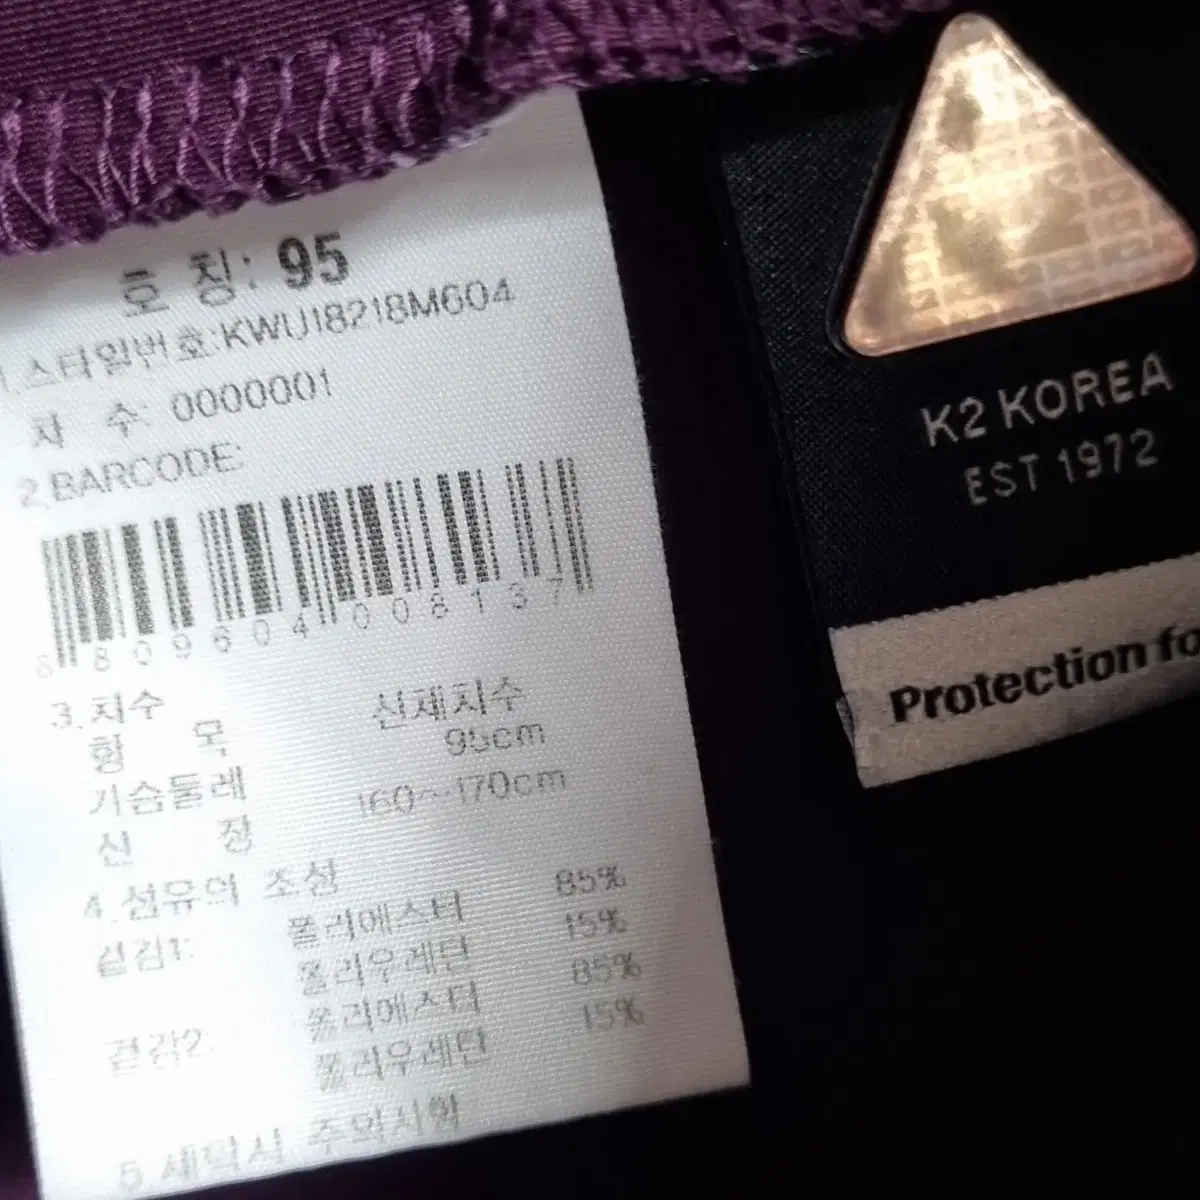 호 칭: 95
1.스타일번호:KWU18218M604
차 수: 0000001
2.BARCODE:
8809604008137
3.치수
항 목 신체치수
가슴둘레 95cm
신 장 160~170cm
4.섬유의 조성
겉감1: 폴리에스터 85%
폴리우레탄 15%
겉감2: 폴리에스터 85%
폴리우레탄 15%
5.세탁시 주의사항
K2 KOREA
EST 1972
Protection fo